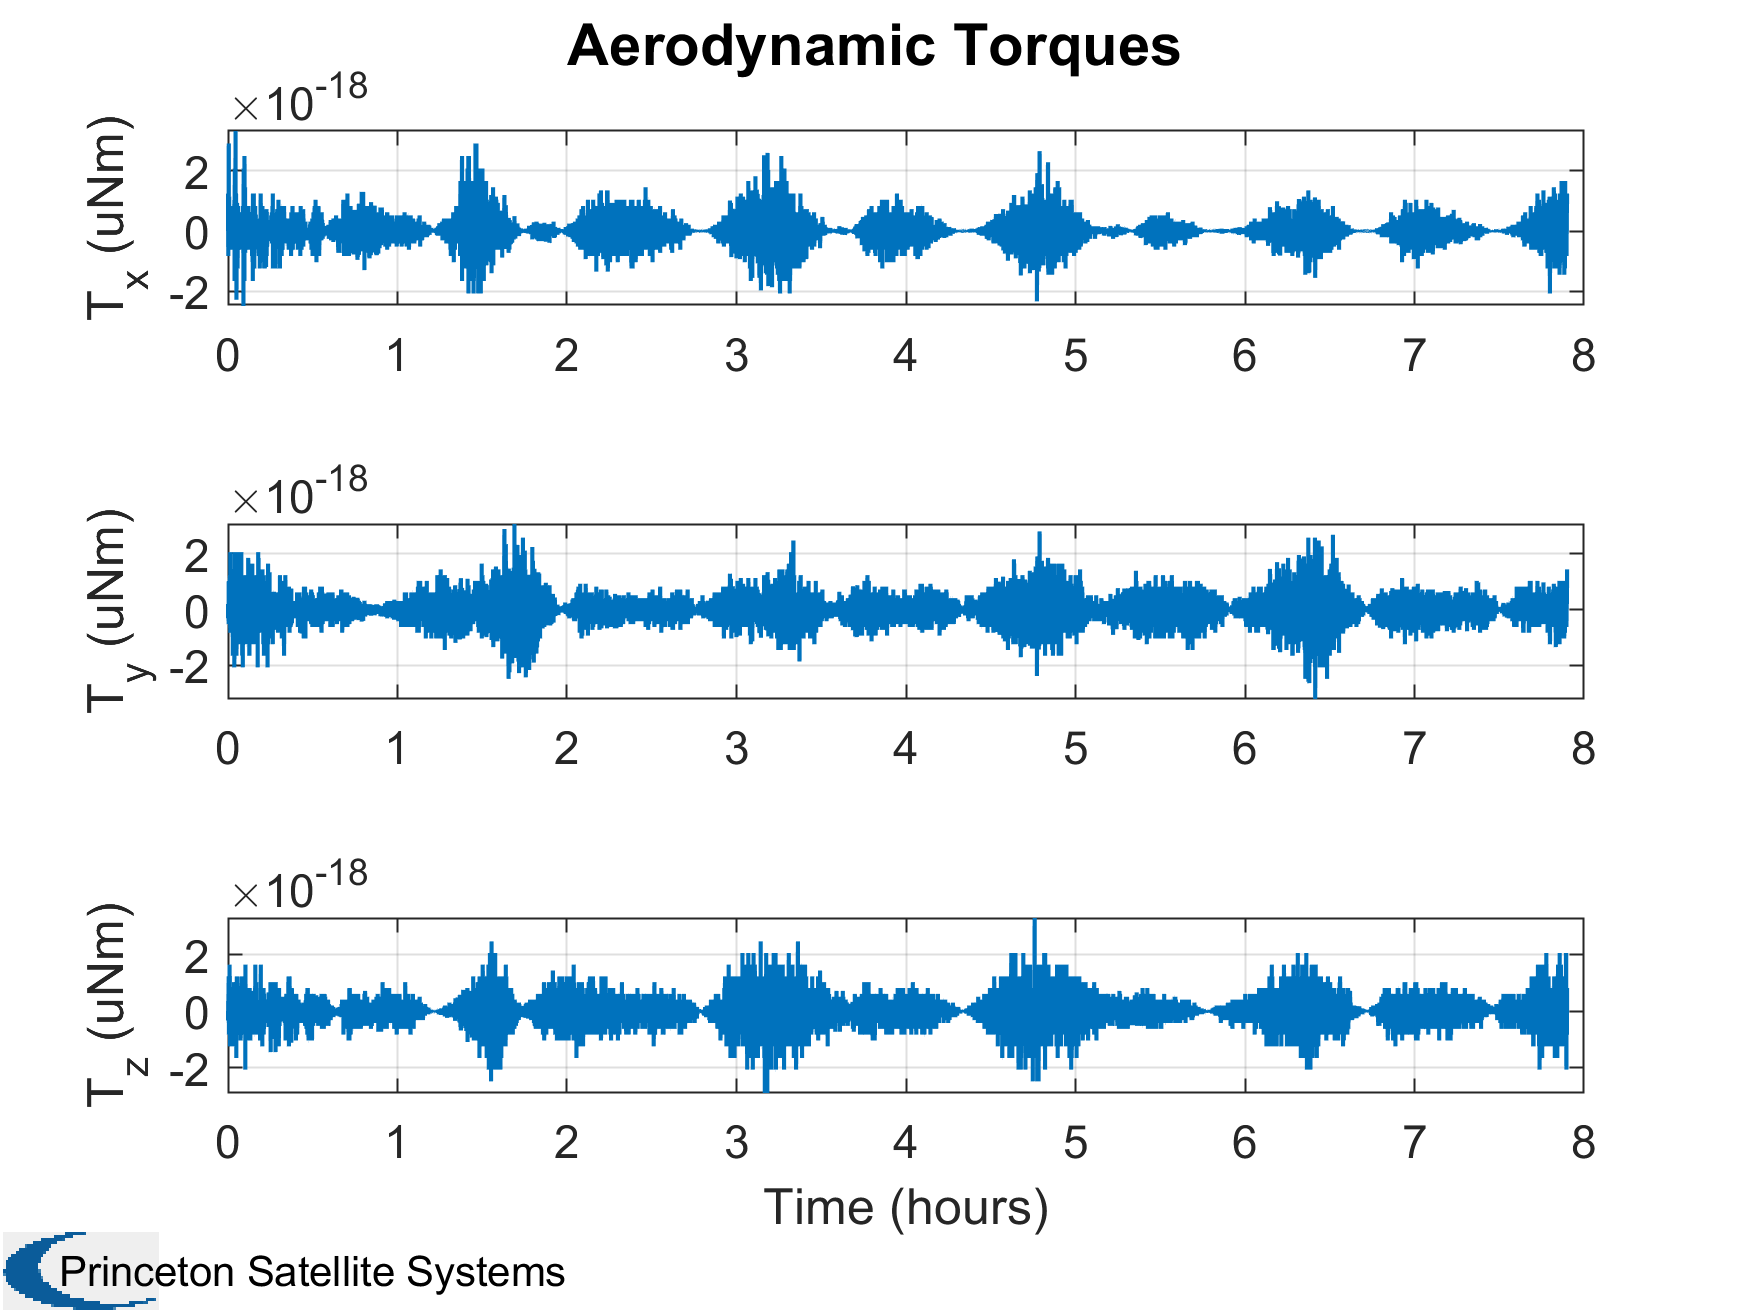 Aerodynamic Torques
×10-18
T_x (uNm)
2
0
-2
0 1 2 3 4 5 6 7 8
×10-18
T_y (uNm)
2
0
-2
0 1 2 3 4 5 6 7 8
×10-18
T_z (uNm)
2
0
-2
0 1 2 3 4 5 6 7 8
Time (hours)
Princeton Satellite Systems